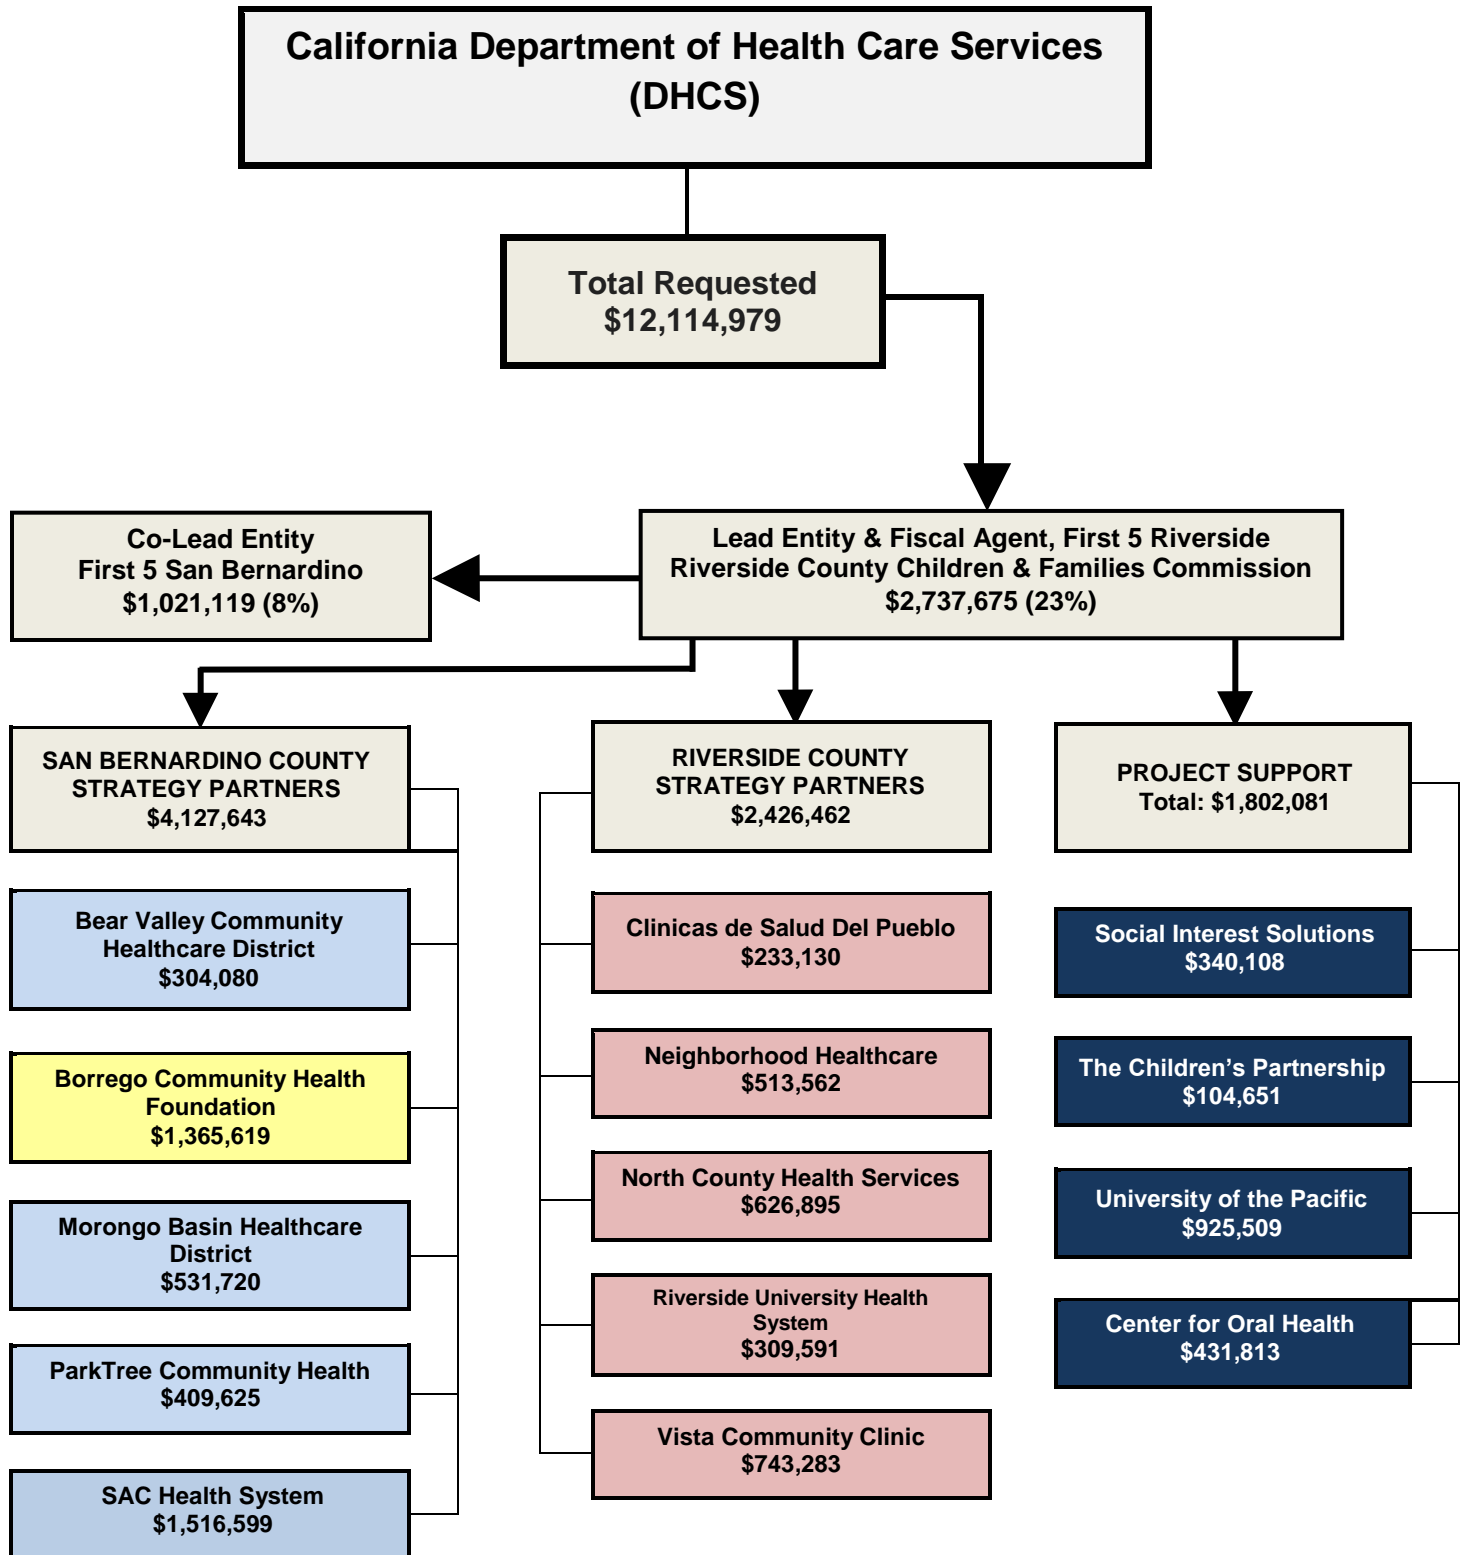 California Department of Health Care Services
(DHCS)
Total Requested
$12,114,979
Co-Lead Entity
First 5 San Bernardino
$1,021,119 (8%)
Lead Entity & Fiscal Agent, First 5 Riverside
Riverside County Children & Families Commission
$2,737,675 (23%)
SAN BERNARDINO COUNTY
STRATEGY PARTNERS
$4,127,643
Bear Valley Community
Healthcare District
$304,080
Borrego Community Health
Foundation
$1,365,619
Morongo Basin Healthcare
District
$531,720
ParkTree Community Health
$409,625
SAC Health System
$1,516,599
RIVERSIDE COUNTY
STRATEGY PARTNERS
$2,426,462
Clinicas de Salud Del Pueblo
$233,130
Neighborhood Healthcare
$513,562
North County Health Services
$626,895
Riverside University Health
System
$309,591
Vista Community Clinic
$743,283
PROJECT SUPPORT
Total: $1,802,081
Social Interest Solutions
$340,108
The Children’s Partnership
$104,651
University of the Pacific
$925,509
Center for Oral Health
$431,813